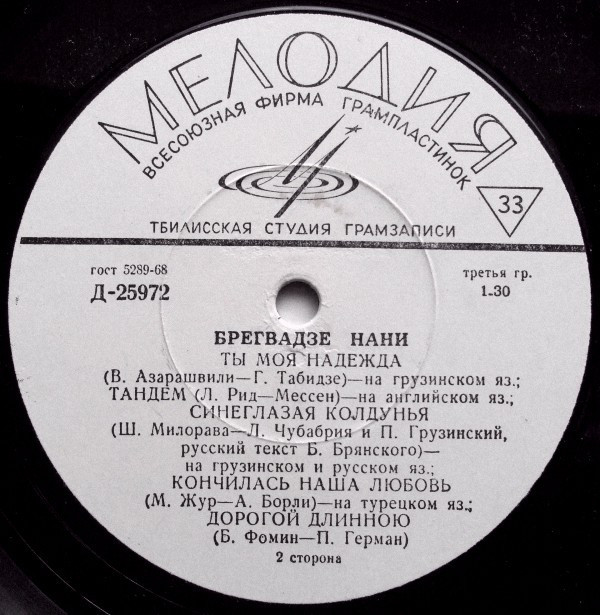 МЕЛОДИЯ
ВСЕСОЮЗНАЯ ФИРМА ГРАМПЛАСТИНОК
33
ТБИЛИССКАЯ СТУДИЯ ГРАМЗАПИСИ
гост 5289-68
третья гр.
Д-25972
1-30
БРЕГВАДЗЕ НАНИ
ТЫ МОЯ НАДЕЖДА
(В. Азарашвили—Г. Табидзе)—на грузинском яз.;
ТАНДЕМ (Л. Рид—Мессен)—на английском яз.;
СИНЕГЛАЗАЯ КОЛДУНЬЯ
(Ш. Милорава—Л. Чубабрия и П. Грузинский,
русский текст Б. Брянского)—
на грузинском и русском яз.;
КОНЧИЛАСЬ НАША ЛЮБОВЬ
(М. Жур—А. Борли)—на турецком яз.;
ДОРОГОЙ ДЛИННОЮ
(Б. Фомин—П. Герман)
2 сторона